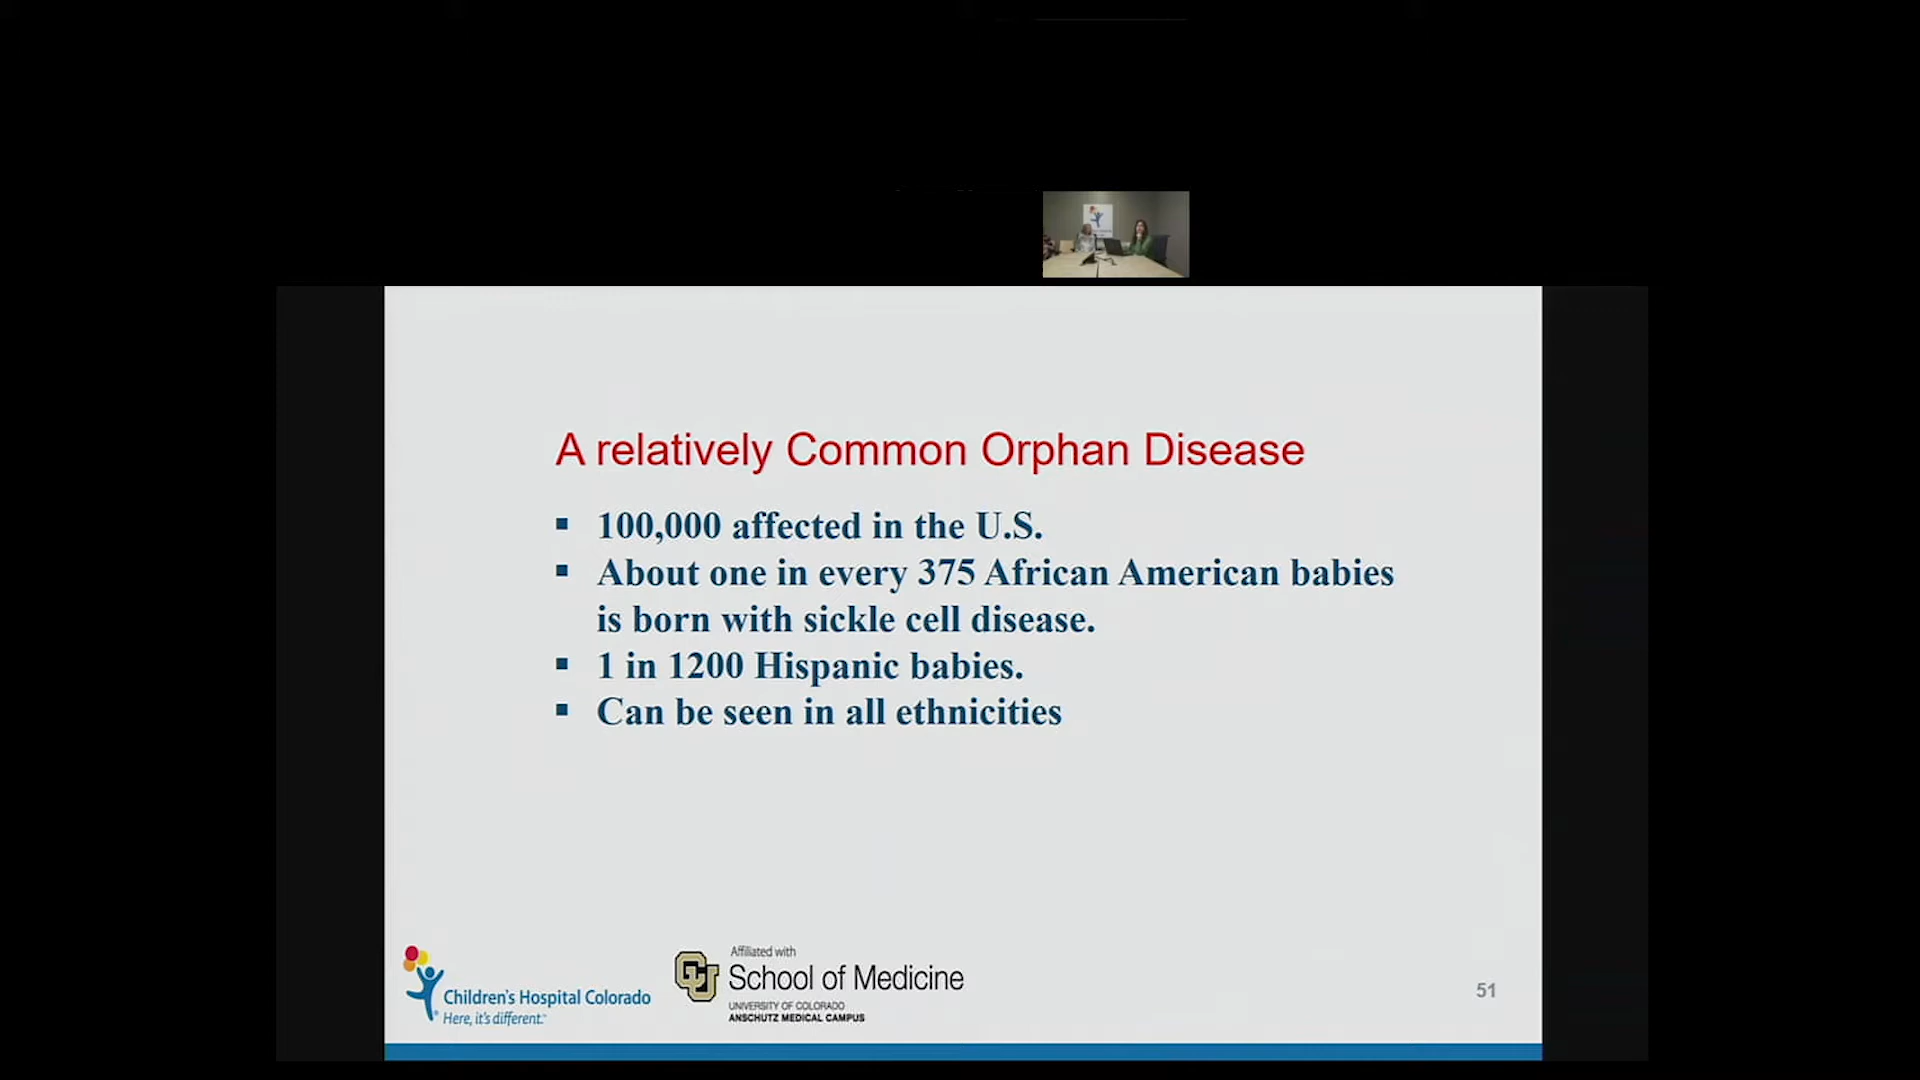 A relatively Common Orphan Disease
▪ 100,000 affected in the U.S.
▪ About one in every 375 African American babies
is born with sickle cell disease.
▪ 1 in 1200 Hispanic babies.
▪ Can be seen in all ethnicities
Children's Hospital Colorado
Here, it's different.™
Affiliated with
CU
School of Medicine
UNIVERSITY OF COLORADO
ANSCHUTZ MEDICAL CAMPUS
51